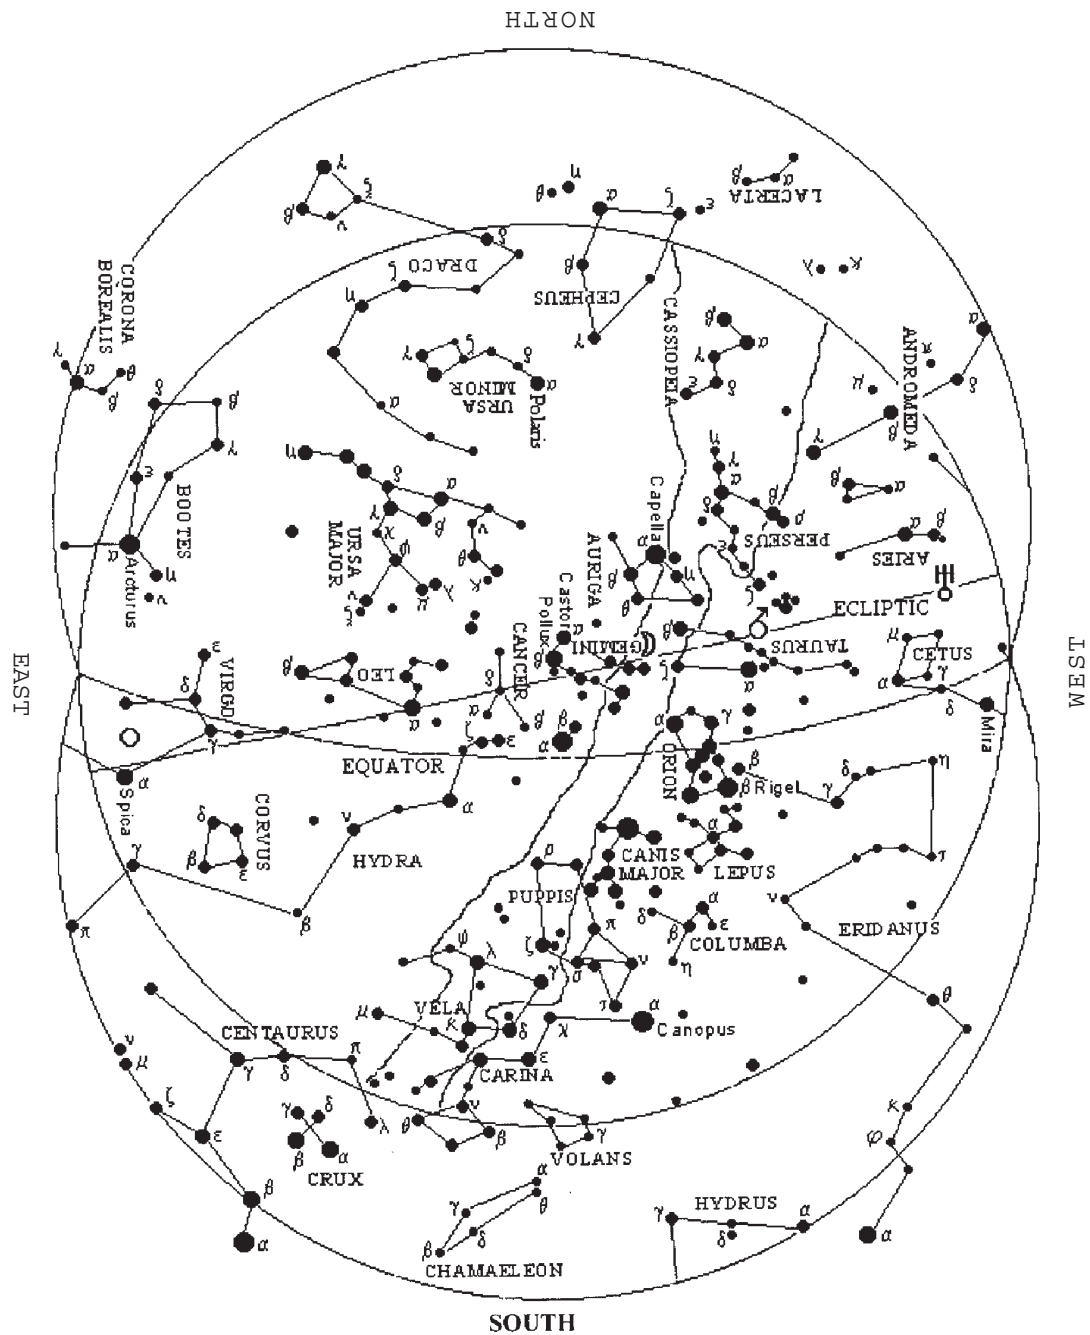 NORTH
LACERTA
DRACO
CEPHEUS
CASSIOPEIA
CORONA
BOREALIS
ANDROMEDA
URSA
MINOR
Polaris
BOOTES
Arcturus
URSA
MAJOR
Capella
PERSEUS
ARIES
AURIGA
Castor
Pollux
GEMINI
ECLIPTIC
TAURUS
CETUS
Mira
EAST
WEST
VIRGO
LEO
CANCER
EQUATOR
ORION
β Rigel
Spica
CORVUS
HYDRA
CANIS
MAJOR
LEPUS
PUPPIS
COLUMBA
ERIDANUS
VELA
Canopus
CENTAURUS
CARINA
VOLANS
CRUX
HYDRUS
CHAMAELEON
SOUTH